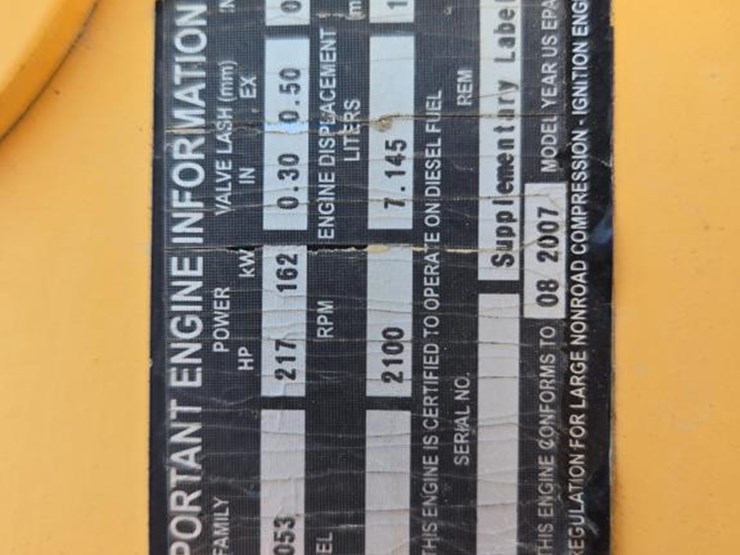 PORTANT ENGINE INFORMATION
FAMILY POWER VALVE LASH (mm)
HP kW IN EX
053 217 162 0.30 0.50 0
EL RPM ENGINE DISPLACEMENT
LITERS
2100 7.145 1
THIS ENGINE IS CERTIFIED TO OPERATE ON DIESEL FUEL
SERIAL NO. REM
Supplementary Label
THIS ENGINE CONFORMS TO 08 2007 MODEL YEAR US EPA
REGULATION FOR LARGE NONROAD COMPRESSION - IGNITION ENG